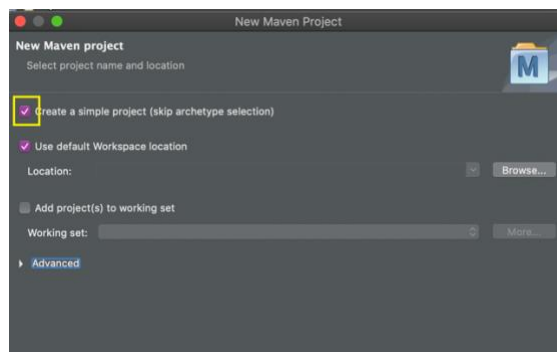 New Maven Project
New Maven project
Select project name and location
M
Create a simple project (skip archetype selection)
Use default Workspace location
Location:
Browse...
Add project(s) to working set
Working set:
More...
Advanced